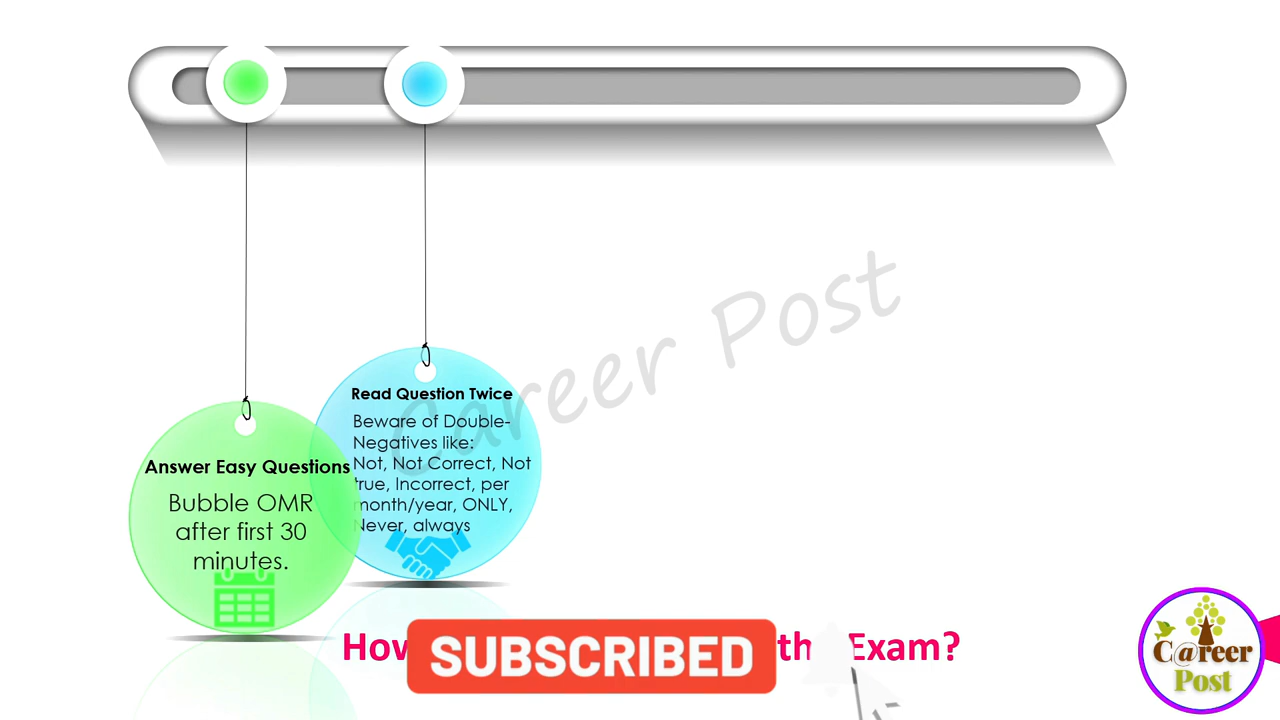 Career Post
Read Question Twice
Beware of Double-
Negatives like:
Not, Not Correct, Not
true, Incorrect, per
month/year, ONLY,
Never, always
Answer Easy Questions
Bubble OMR
after first 30
minutes.
SUBSCRIBED
Exam?
C@reer
Post